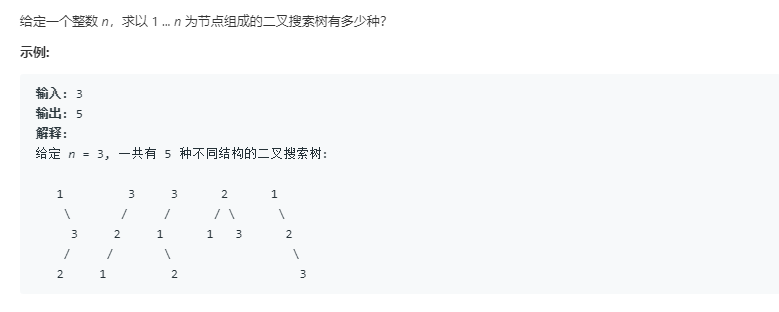 给定一个整数 n，求以 1 ... n 为节点组成的二叉搜索树有多少种？
示例:
输入: 3
输出: 5
解释:
给定 n = 3, 一共有 5 种不同结构的二叉搜索树:
   1         3     3      2      1
    \       /     /      / \      \
     3     2     1      1   3      2
    /     /       \                 \
   2     1         2                 3